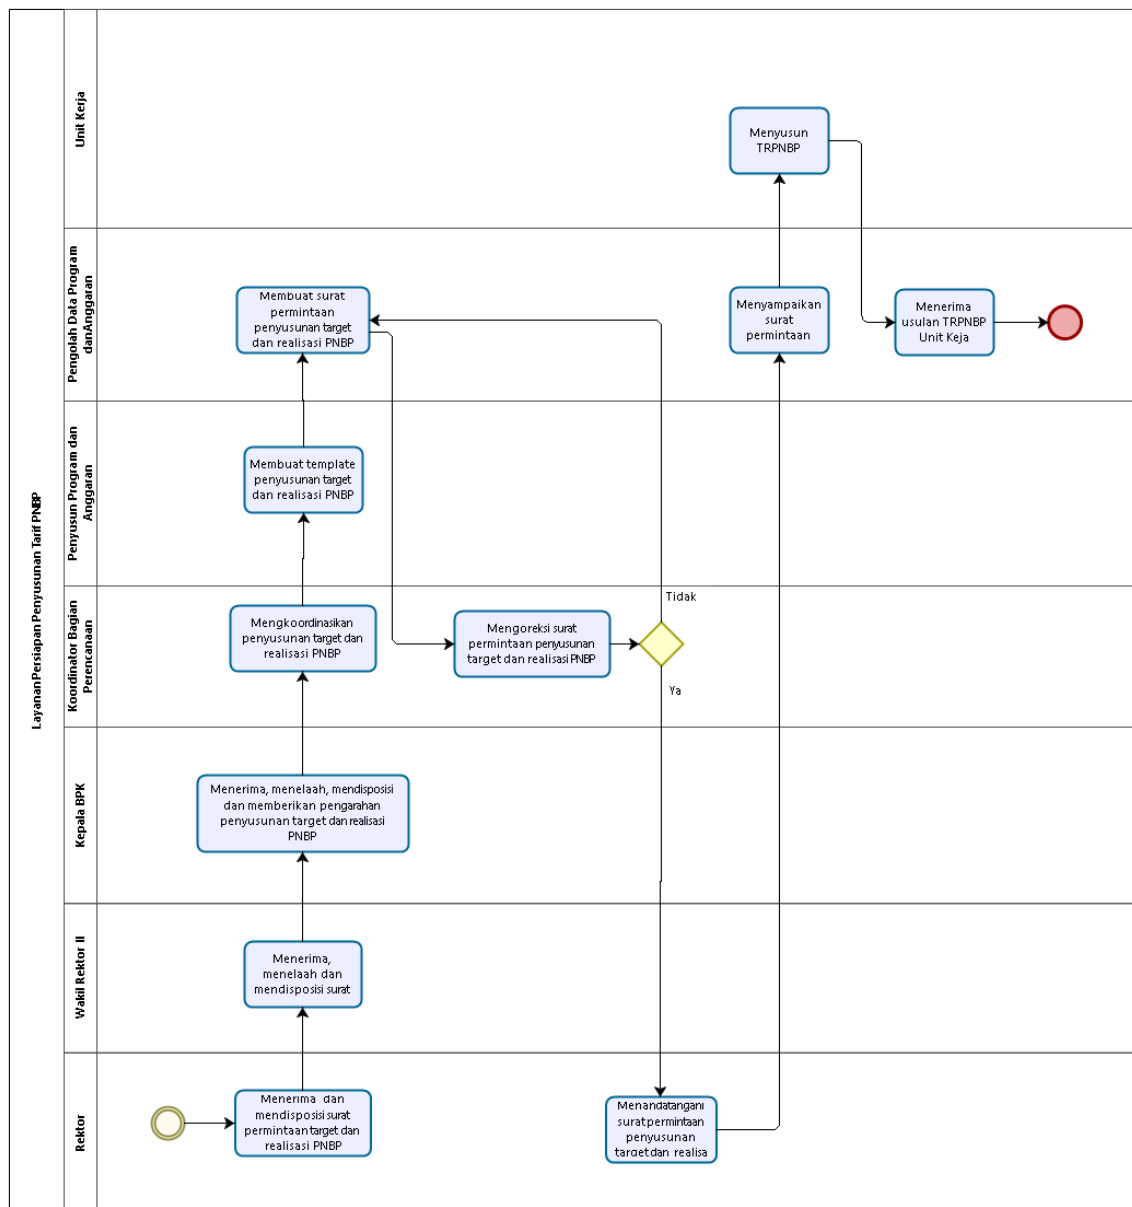 Layanan Persiapan Penyusunan Tarif PNBP
Unit Kerja
Menyusun
TRPNBP
Pengolah Data Program
dan Anggaran
Membuat surat
permintaan
penyusunan target
dan realisasi PNBP
Menyampaikan
surat
permintaan
Menerima
usulan TRPNBP
Unit Keja
Penyusun Program dan
Anggaran
Membuat template
penyusunan target
dan realisasi PNBP
Koordinator Bagian
Perencanaan
Mengkoordinasikan
penyusunan target dan
realisasi PNBP
Mengoreksi surat
permintaan penyusunan
target dan realisasi PNBP
Tidak
Ya
Kepala BPK
Menerima, menelaah, mendisposisi
dan memberikan pengarahan
penyusunan target dan realisasi
PNBP
Wakil Rektor II
Menerima,
menelaah dan
mendisposisi surat
Rektor
Menerima dan
mendisposisi surat
permintaan target dan
realisasi PNBP
Menandatangani
surat permintaan
penyusunan
target dan realisa